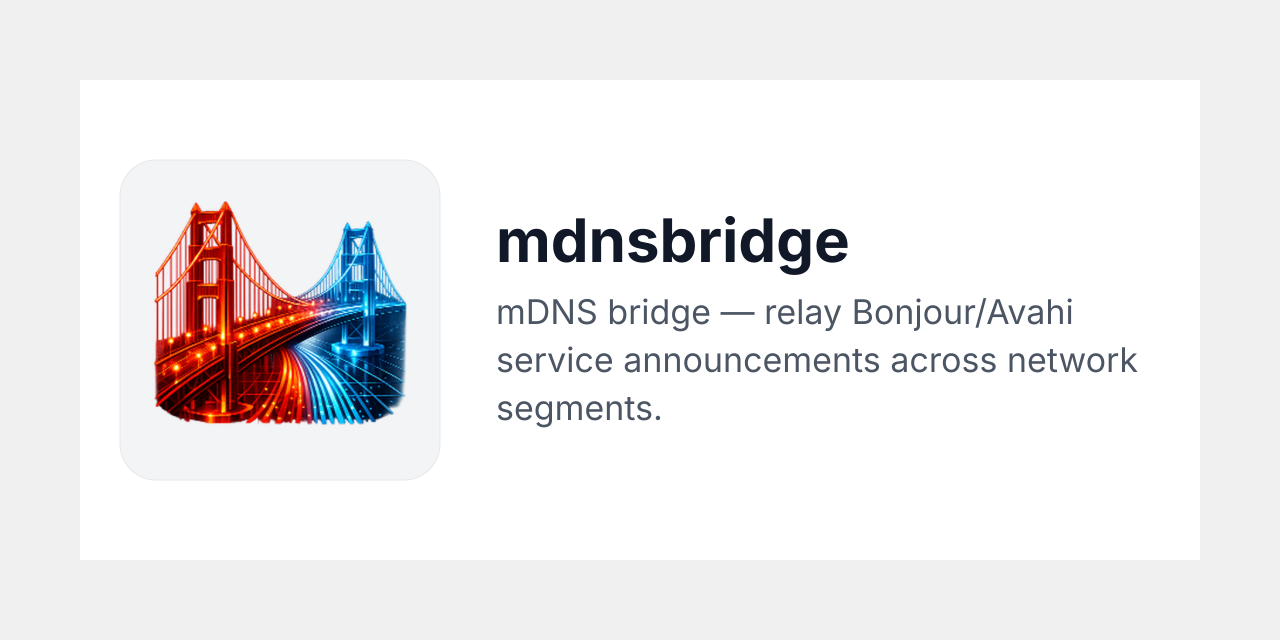 mdnsbridge
mDNS bridge — relay Bonjour/Avahi
service announcements across network
segments.